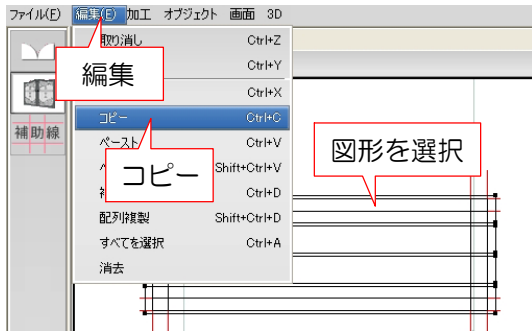 ファイル(F) 編集(E) 加工 オブジェクト 画面 3D
取り消し Ctrl+Z
Ctrl+Y
編集
Ctrl+X
コピー Ctrl+C
補助線
ペースト Ctrl+V
図形を選択
コピー
Shift+Ctrl+V
Ctrl+D
配列複製 Shift+Ctrl+D
すべてを選択 Ctrl+A
消去